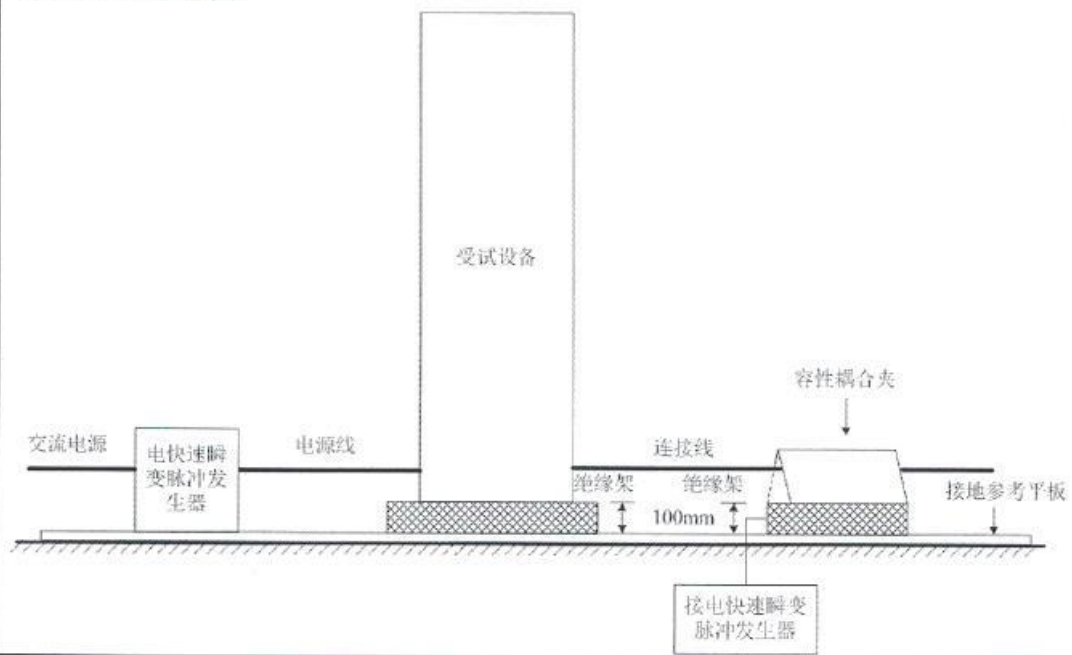 受试设备
容性耦合夹
交流电源
电快速瞬
变脉冲发
生器
电源线
连接线
绝缘架
绝缘架
100mm
接地参考平板
接电快速瞬变
脉冲发生器